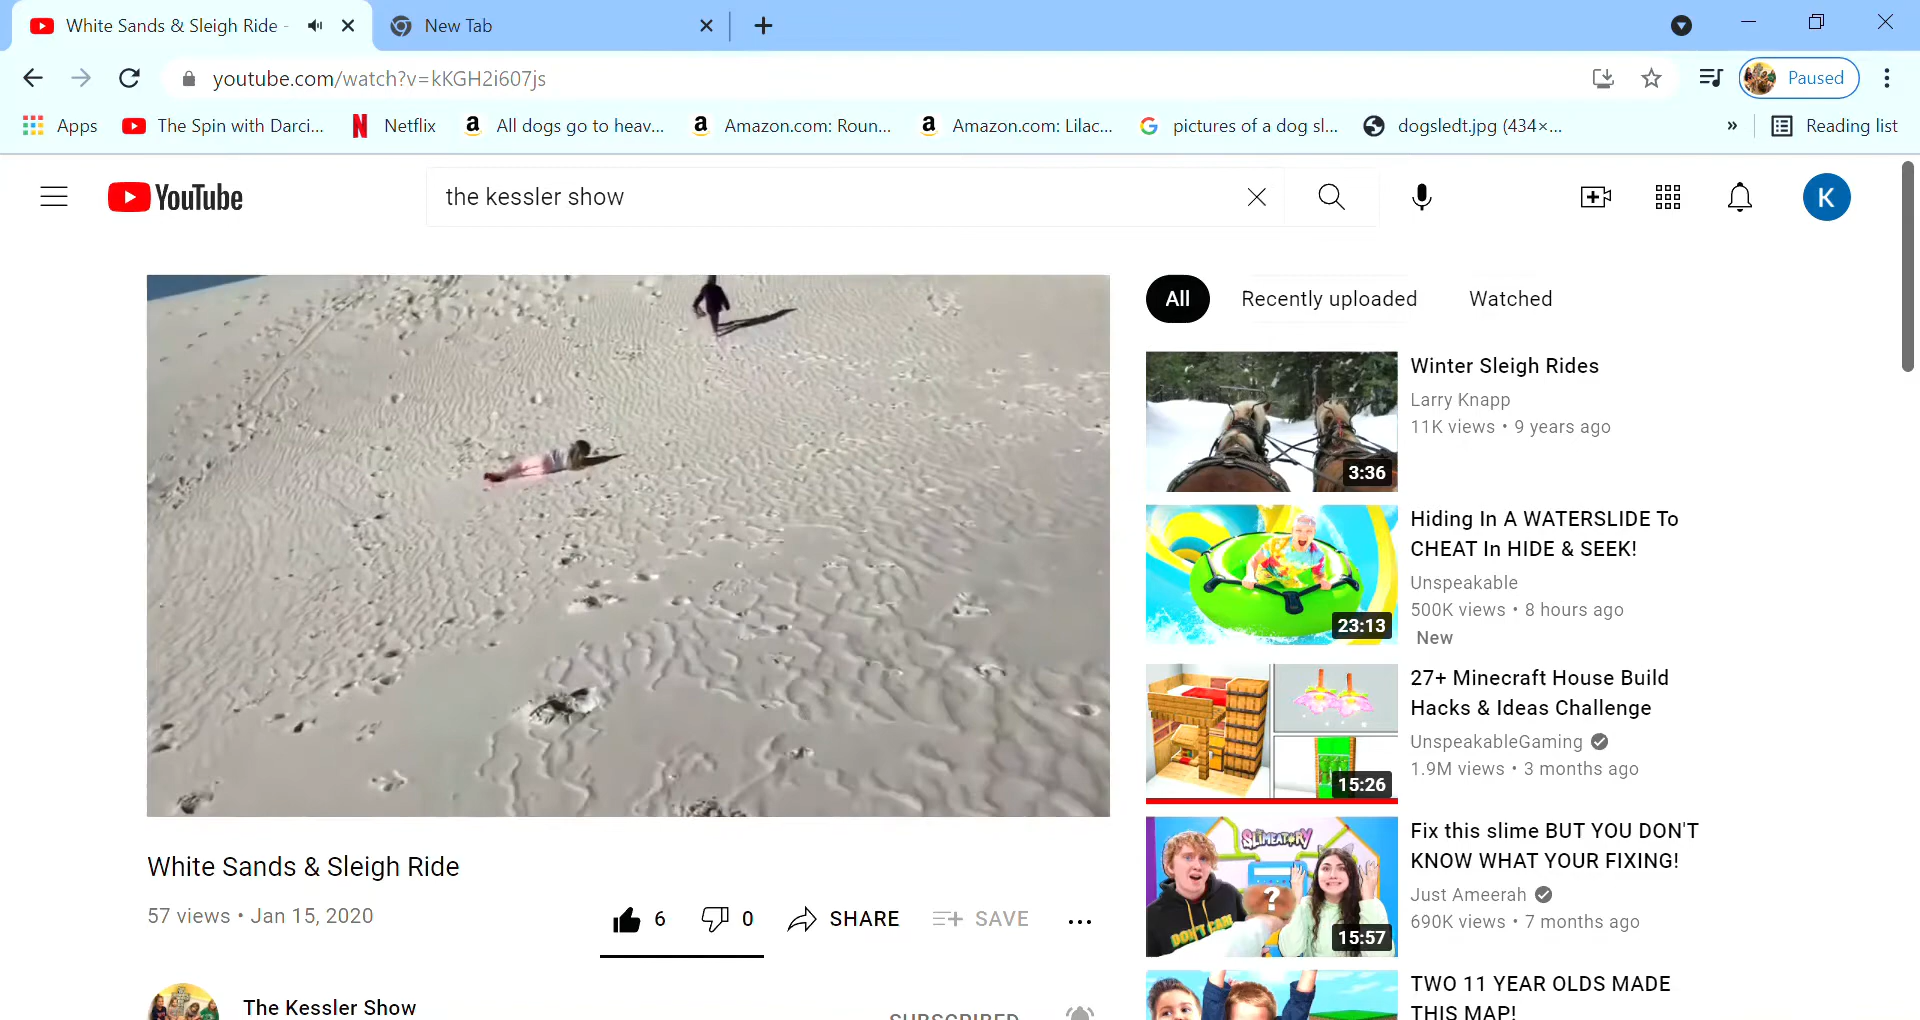 White Sands & Sleigh Ride -
New Tab
youtube.com/watch?v=kKGH2i607js
Paused
Apps
The Spin with Darci...
Netflix
All dogs go to heav...
Amazon.com: Roun...
Amazon.com: Lilac...
pictures of a dog sl...
dogsledt.jpg (434×...
»
Reading list
YouTube
the kessler show
K
All
Recently uploaded
Watched
3:36
Winter Sleigh Rides
Larry Knapp
11K views • 9 years ago
23:13
Hiding In A WATERSLIDE To
CHEAT In HIDE & SEEK!
Unspeakable
500K views • 8 hours ago
New
15:26
27+ Minecraft House Build
Hacks & Ideas Challenge
UnspeakableGaming
1.9M views • 3 months ago
SLIMEATORY
?
DON'T CARE
15:57
Fix this slime BUT YOU DON'T
KNOW WHAT YOUR FIXING!
Just Ameerah
690K views • 7 months ago
TWO 11 YEAR OLDS MADE
THIS MAP!
White Sands & Sleigh Ride
57 views • Jan 15, 2020
6
0
SHARE
SAVE
The Kessler Show
SUBSCRIBED